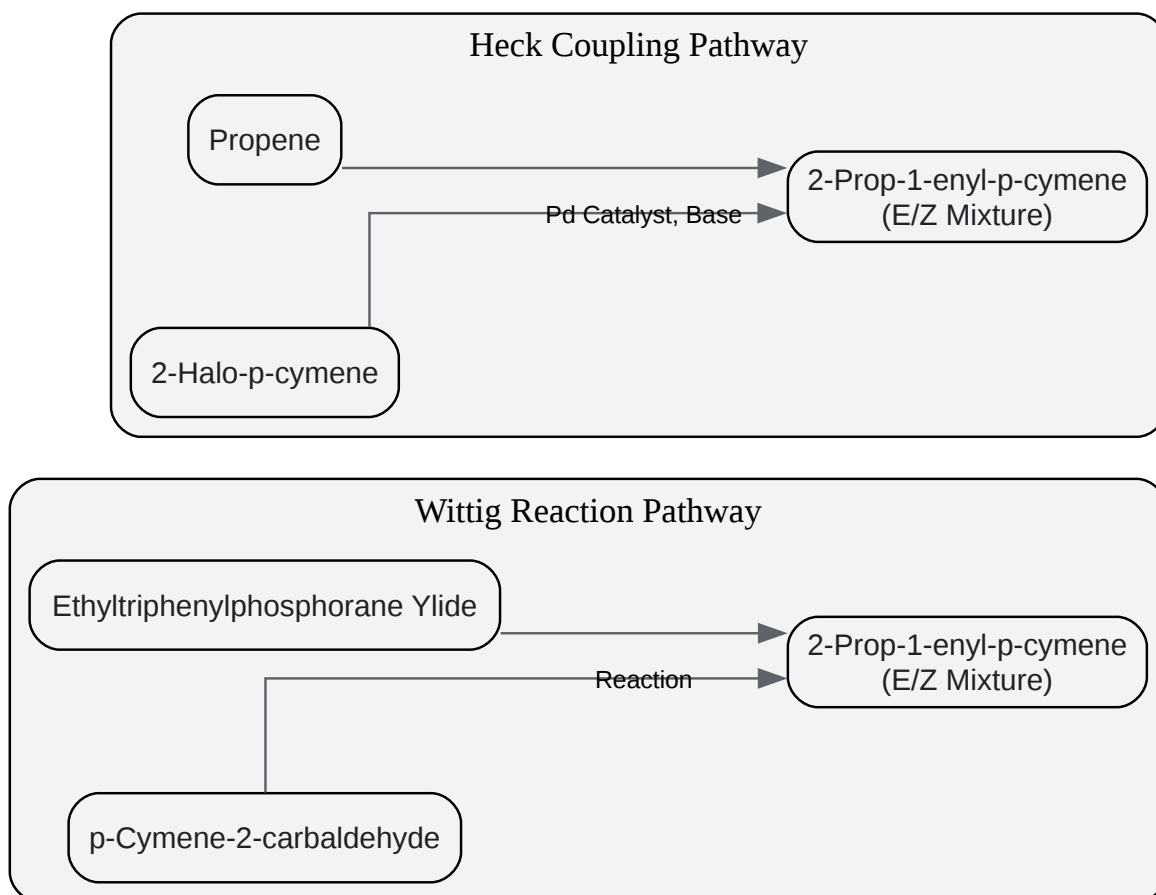 Heck Coupling Pathway
Propene
2-Prop-1-enyl-p-cymene
(E/Z Mixture)
Pd Catalyst, Base
2-Halo-p-cymene
Wittig Reaction Pathway
Ethyltriphenylphosphorane Ylide
2-Prop-1-enyl-p-cymene
(E/Z Mixture)
Reaction
p-Cymene-2-carbaldehyde